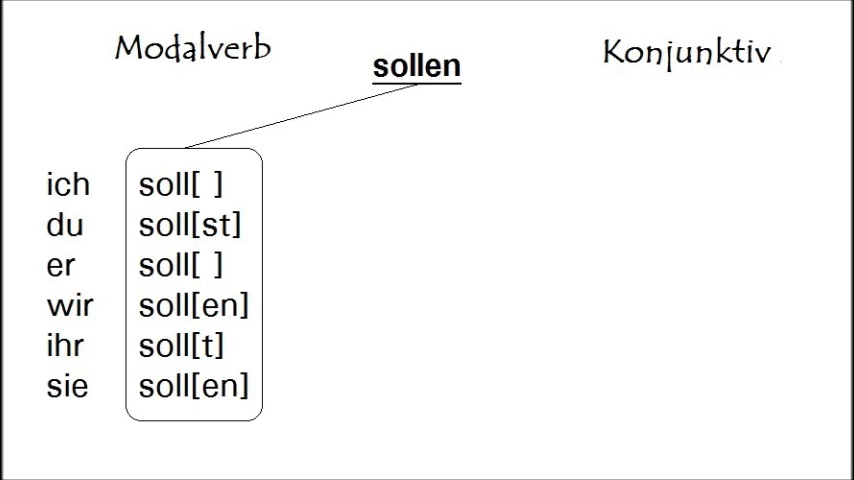 Modalverb
sollen
Konjunktiv
ich soll[ ]
du soll[st]
er soll[ ]
wir soll[en]
ihr soll[t]
sie soll[en]